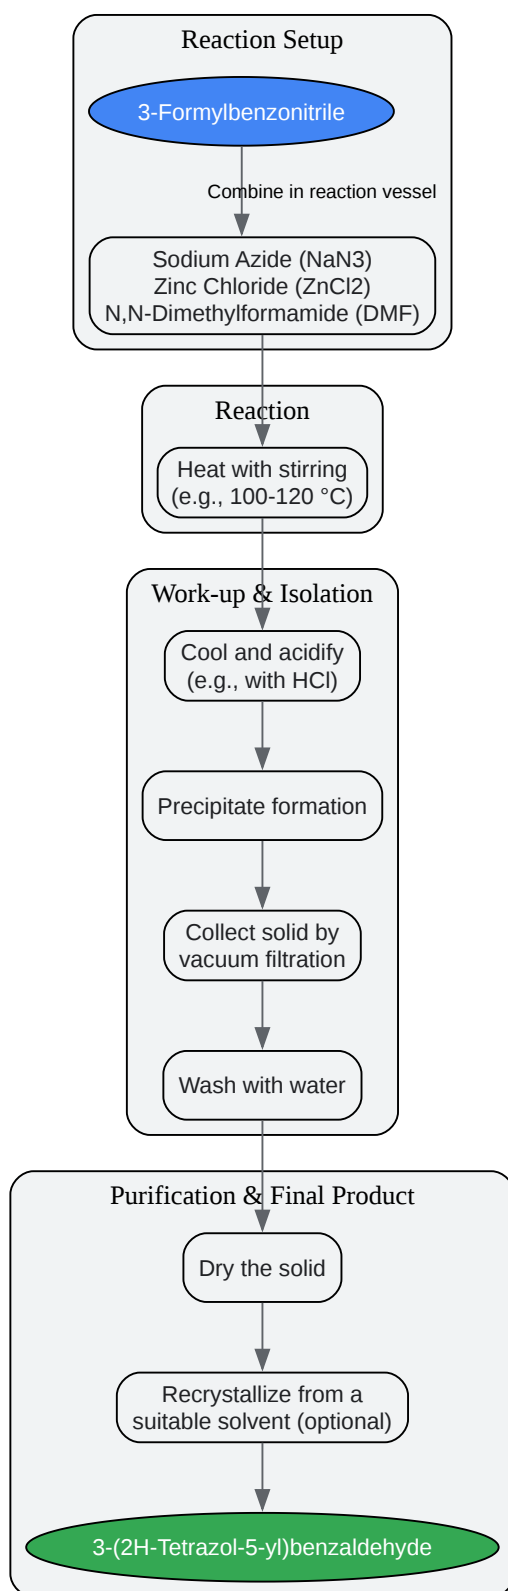 Reaction Setup
3-Formylbenzonitrile
Combine in reaction vessel
Sodium Azide (NaN3)
Zinc Chloride (ZnCl2)
N,N-Dimethylformamide (DMF)
Reaction
Heat with stirring
(e.g., 100-120 °C)
Work-up & Isolation
Cool and acidify
(e.g., with HCl)
Precipitate formation
Collect solid by
vacuum filtration
Wash with water
Purification & Final Product
Dry the solid
Recrystallize from a
suitable solvent (optional)
3-(2H-Tetrazol-5-yl)benzaldehyde